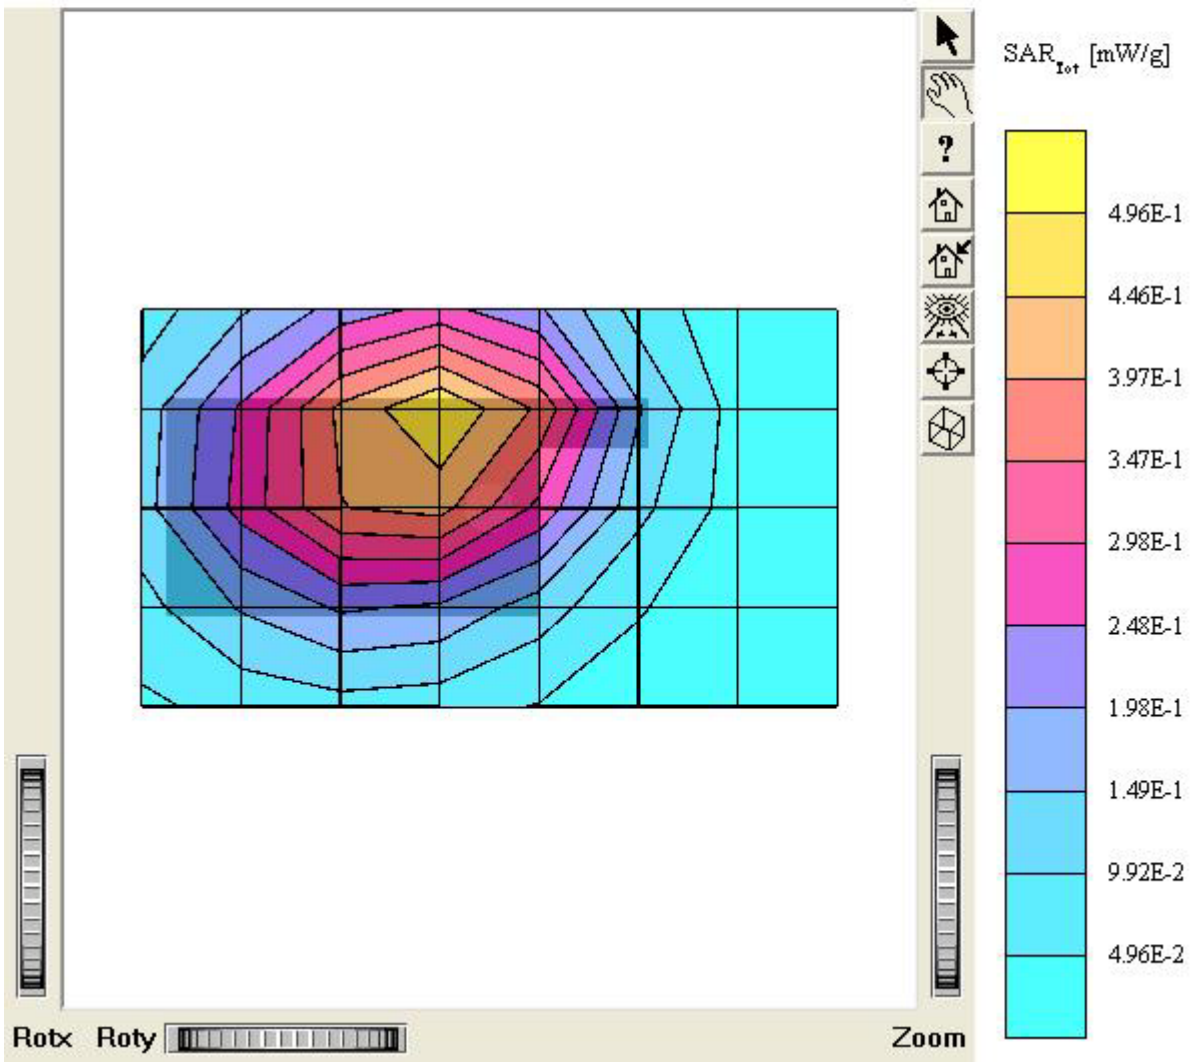 SAR_Tot [mW/g]
?
4.96E-1
4.46E-1
3.97E-1
3.47E-1
2.98E-1
2.48E-1
1.98E-1
1.49E-1
9.92E-2
4.96E-2
Rotx Roty Zoom